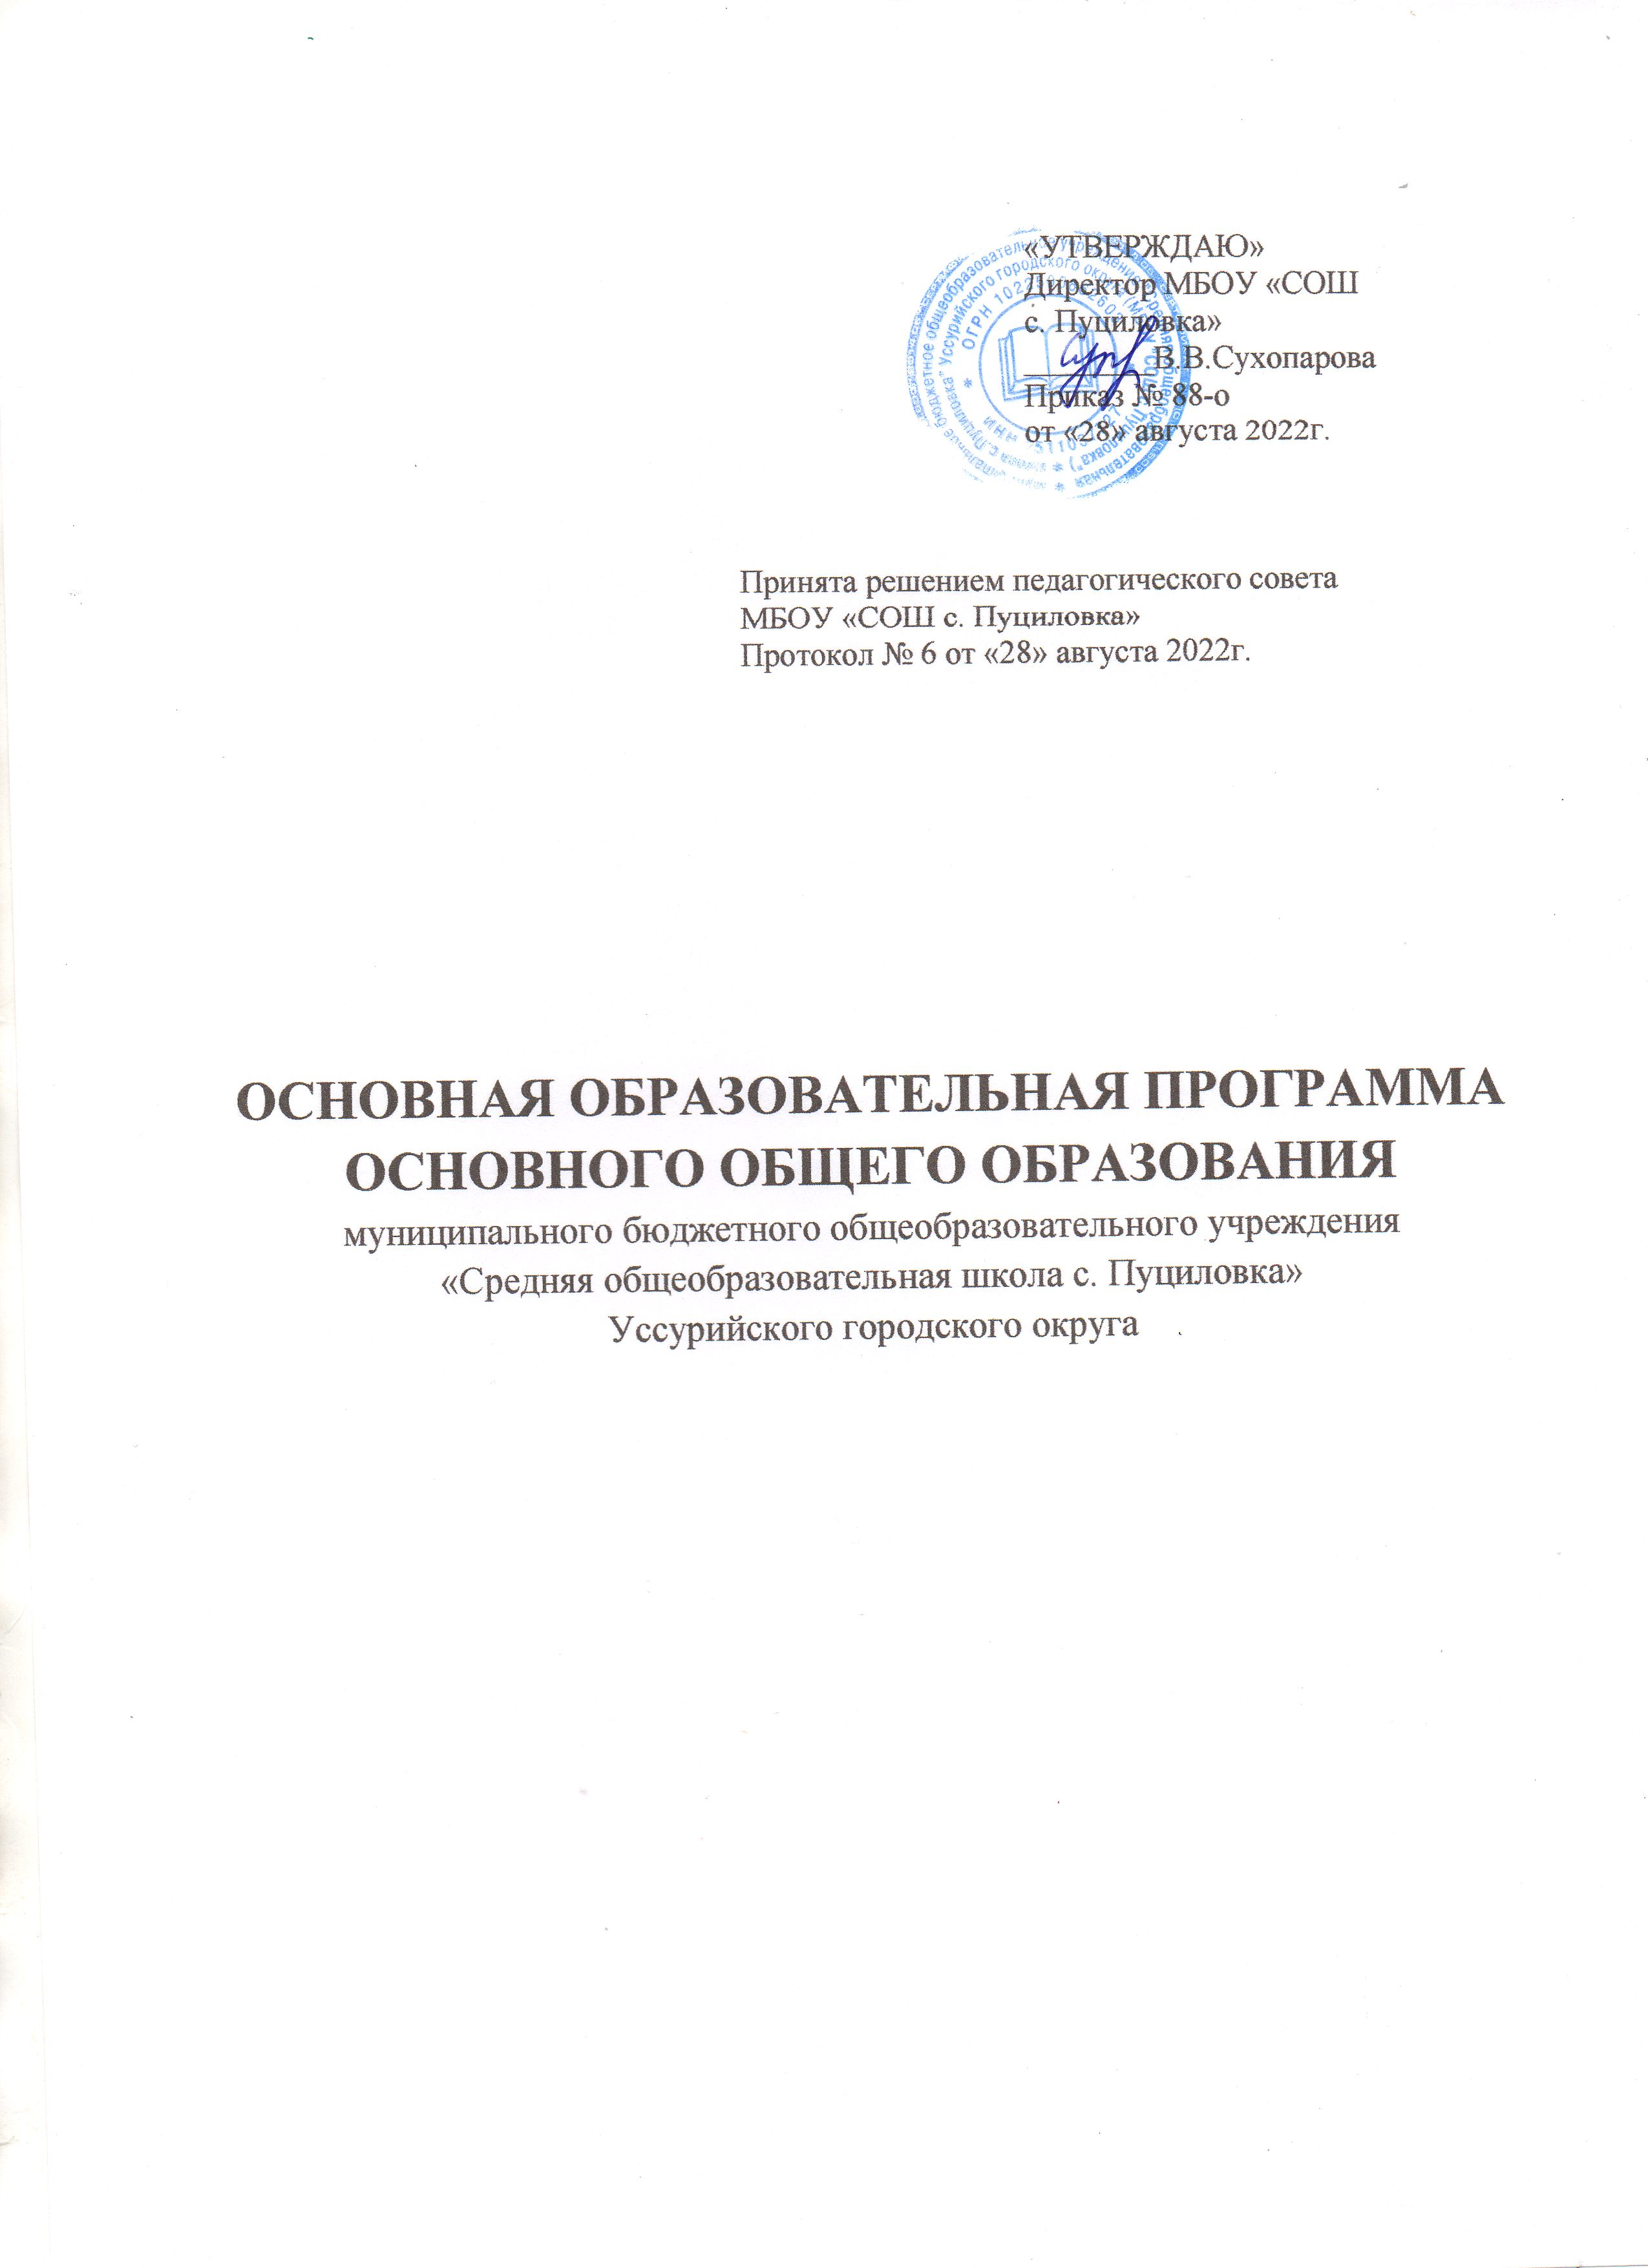 «УТВЕРЖДАЮ»
Директор МБОУ «СОШ
с. Пуциловка»
________В.В.Сухопарова
Приказ № 88-о
от «28» августа 2022г.
Принята решением педагогического совета
МБОУ «СОШ с. Пуциловка»
Протокол № 6 от «28» августа 2022г.
ОСНОВНАЯ ОБРАЗОВАТЕЛЬНАЯ ПРОГРАММА
ОСНОВНОГО ОБЩЕГО ОБРАЗОВАНИЯ
муниципального бюджетного общеобразовательного учреждения
«Средняя общеобразовательная школа с. Пуциловка»
Уссурийского городского округа